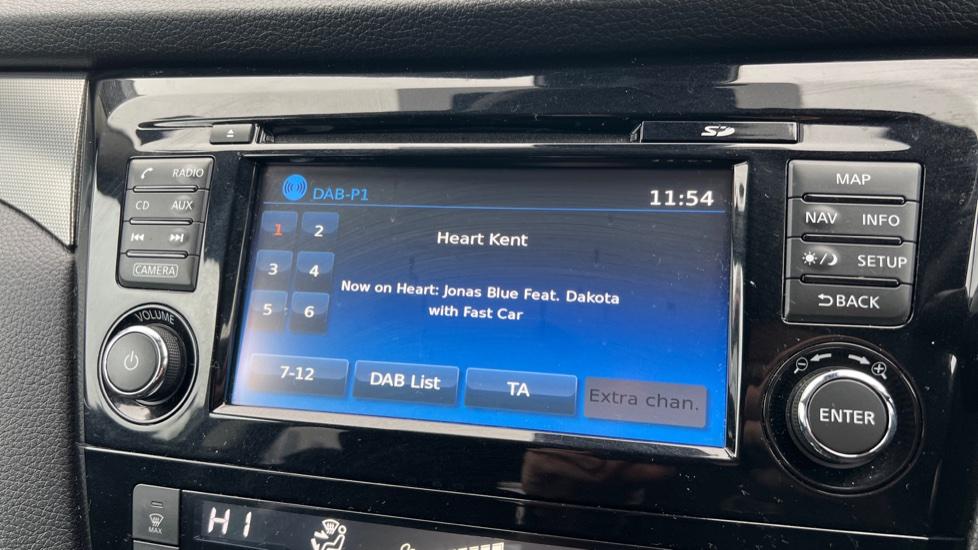 SD
RADIO
CD AUX
CAMERA
VOLUME
DAB-P1 11:54
1 2
Heart Kent
3 4
Now on Heart: Jonas Blue Feat. Dakota
with Fast Car
5 6
7-12 DAB List TA Extra chan.
MAP
NAV INFO
SETUP
BACK
ENTER
MAX
HI